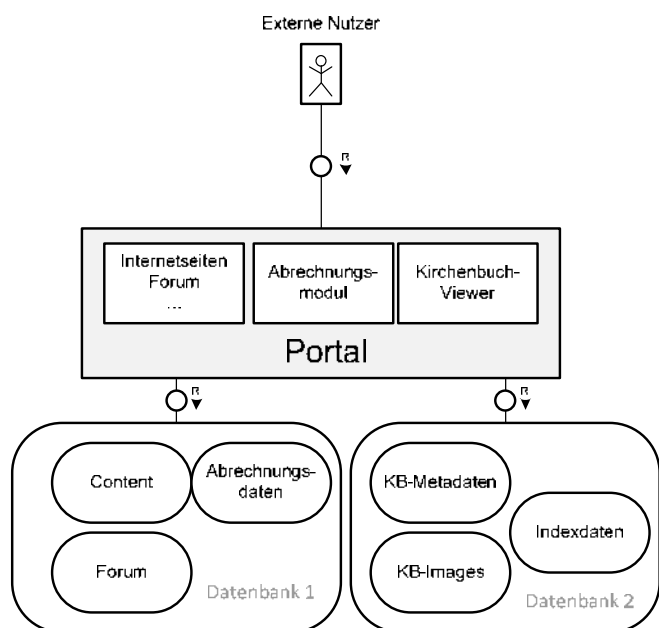 Externe Nutzer
R
Internetseiten
Forum
...
Abrechnungs-
modul
Kirchenbuch-
Viewer
Portal
R
R
Content
Abrechnungs-
daten
Forum
Datenbank 1
KB-Metadaten
Indexdaten
KB-Images
Datenbank 2